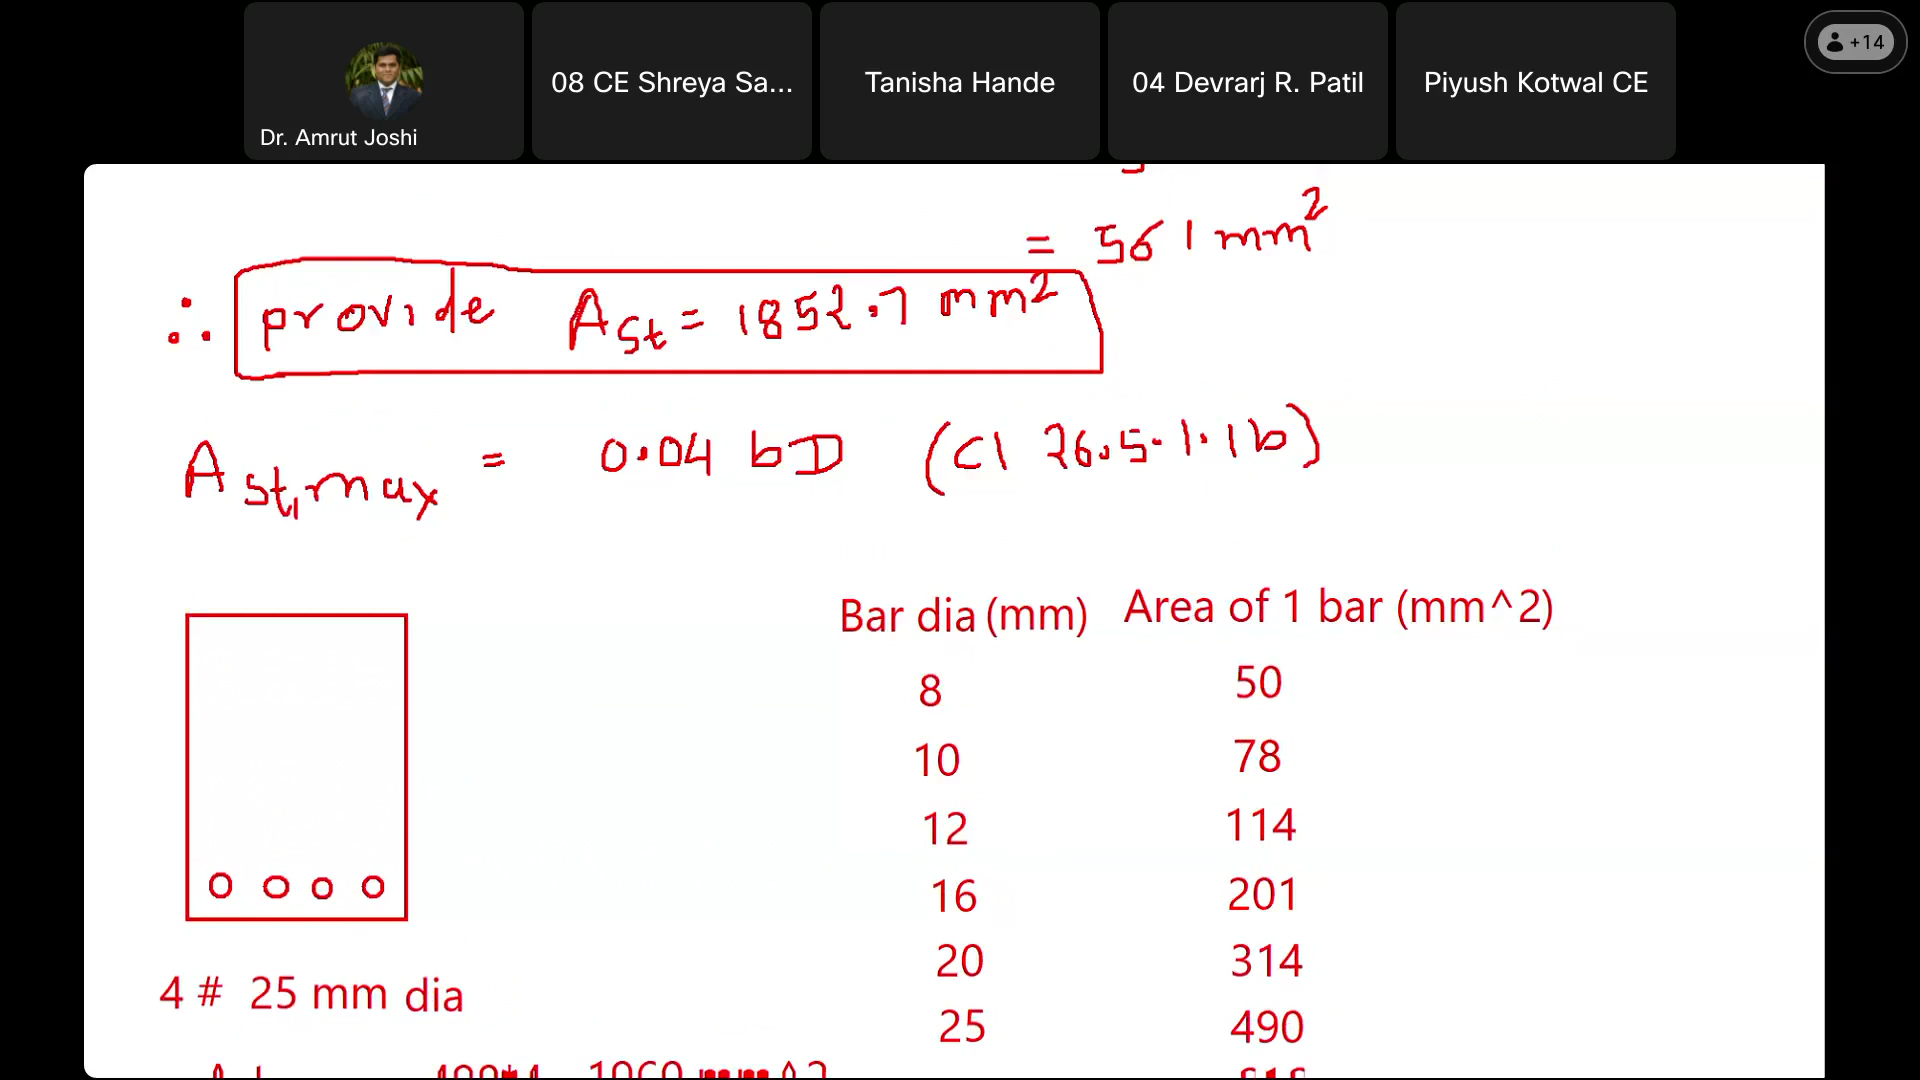 +14
08 CE Shreya Sa...
Tanisha Hande
04 Devrarj R. Patil
Piyush Kotwal CE
Dr. Amrut Joshi
= 561 mm²
∴ provide Ast = 1852.7 mm²
Ast,max = 0.04 bD (Cl 26.5.1.1b)
Bar dia (mm) Area of 1 bar (mm^2)
8 50
10 78
12 114
16 201
20 314
25 490
4 # 25 mm dia